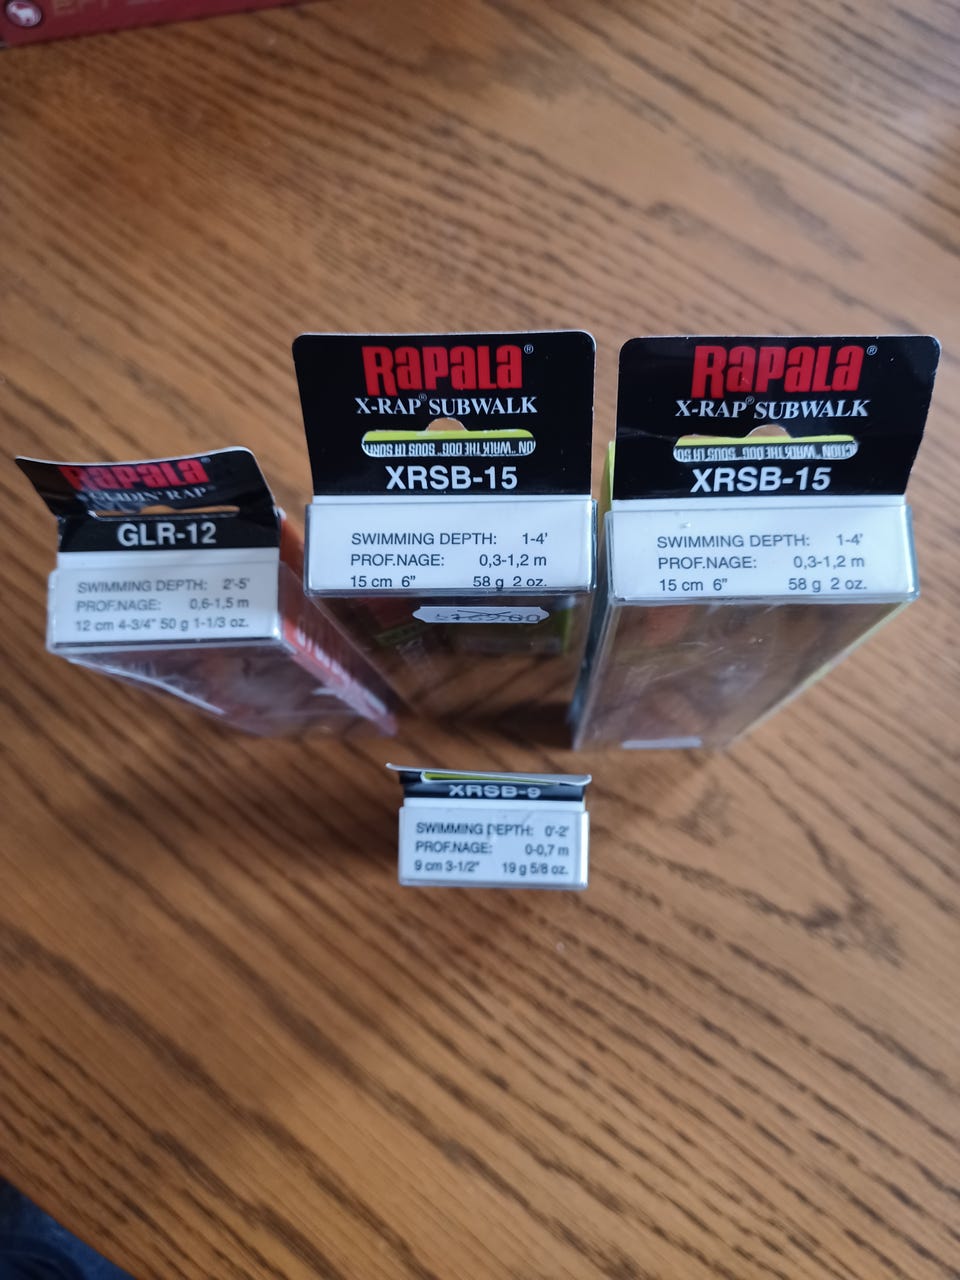 RAPALA®
GLIDIN' RAP®
GLR-12
SWIMMING DEPTH: 2'-5'
PROF.NAGE: 0,6-1,5 m
12 cm 4-3/4" 50 g 1-1/3 oz.
RAPALA®
X-RAP® SUBWALK
XRSB-15
SWIMMING DEPTH: 1-4'
PROF.NAGE: 0,3-1,2 m
15 cm 6" 58 g 2 oz.
RAPALA®
X-RAP® SUBWALK
XRSB-15
SWIMMING DEPTH: 1-4'
PROF.NAGE: 0,3-1,2 m
15 cm 6" 58 g 2 oz.
XRSB-9
SWIMMING DEPTH: 0'-2'
PROF.NAGE: 0-0,7 m
9 cm 3-1/2" 19 g 5/8 oz.